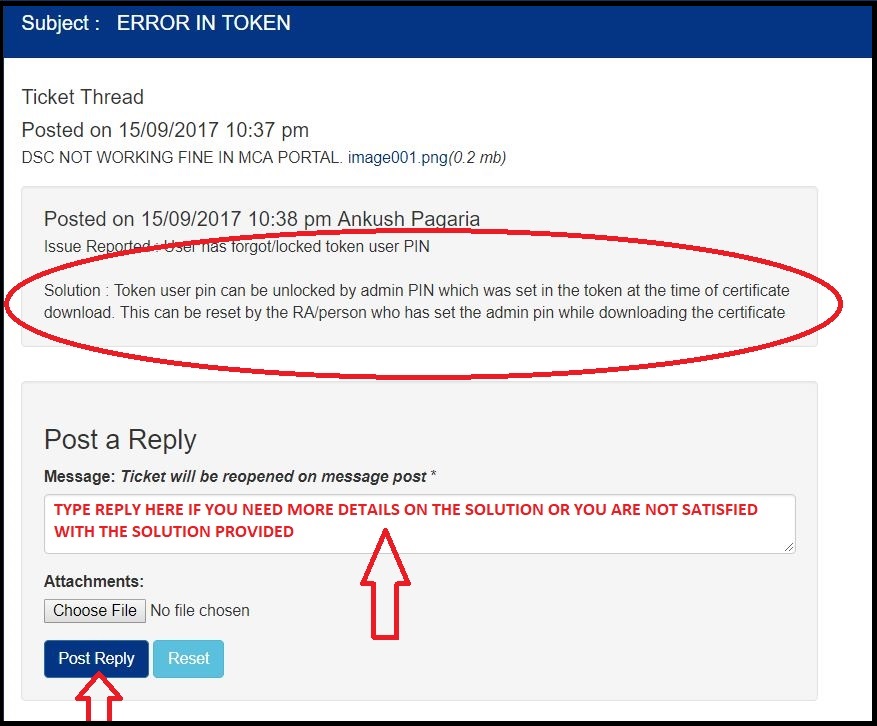 Subject : ERROR IN TOKEN
Ticket Thread
Posted on 15/09/2017 10:37 pm
DSC NOT WORKING FINE IN MCA PORTAL. image001.png(0.2 mb)
Posted on 15/09/2017 10:38 pm Ankush Pagaria
Issue Reported : User has forgot/locked token user PIN
Solution : Token user pin can be unlocked by admin PIN which was set in the token at the time of certificate
download. This can be reset by the RA/person who has set the admin pin while downloading the certificate
Post a Reply
Message: Ticket will be reopened on message post *
TYPE REPLY HERE IF YOU NEED MORE DETAILS ON THE SOLUTION OR YOU ARE NOT SATISFIED
WITH THE SOLUTION PROVIDED
Attachments:
Choose File No file chosen
Post Reply Reset